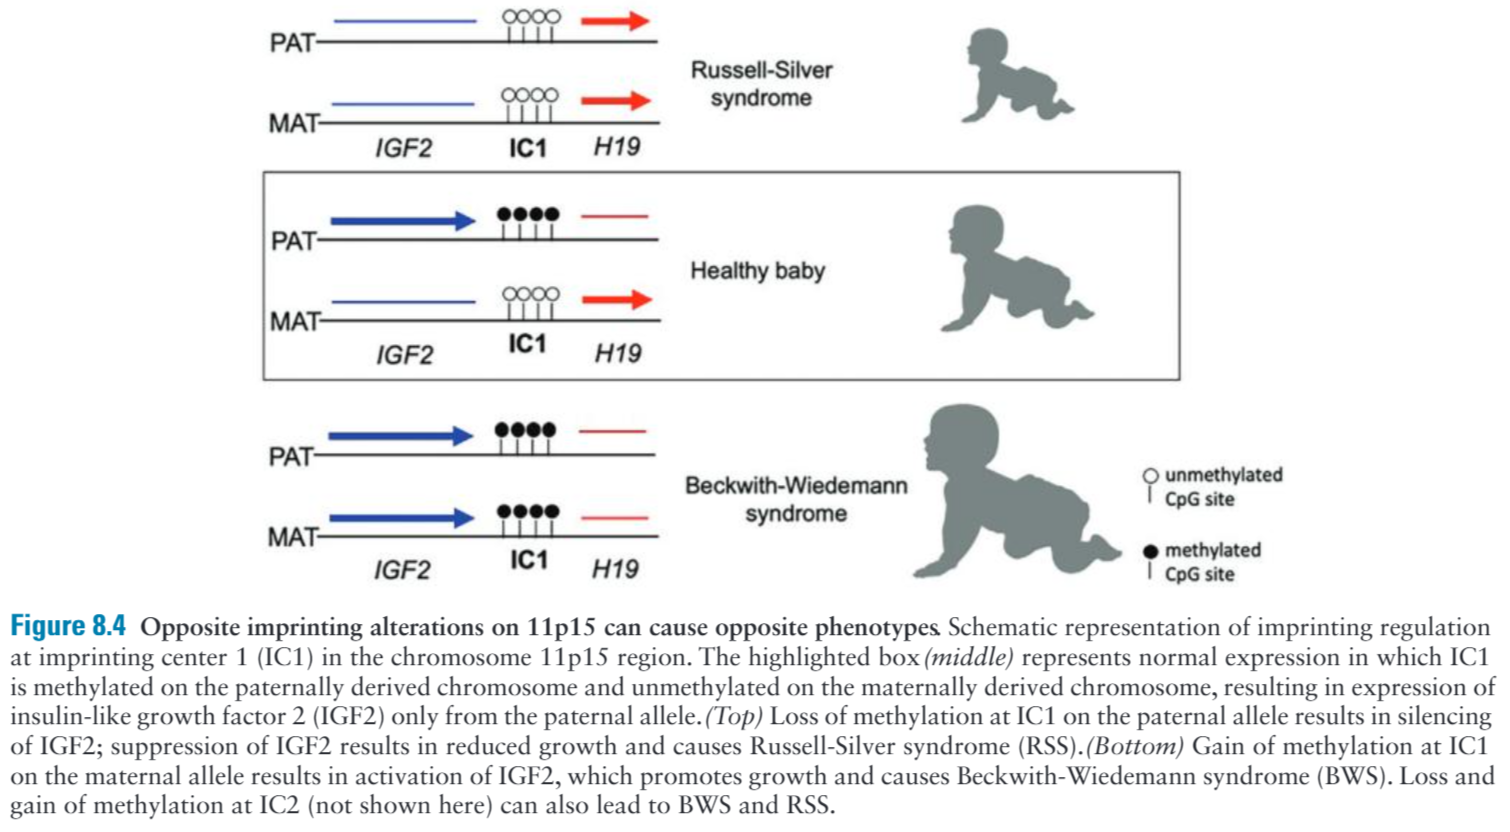 PAT
Russell-Silver
syndrome
MAT
IGF2 IC1 H19
PAT
Healthy baby
MAT
IGF2 IC1 H19
PAT
Beckwith-Wiedemann
syndrome
MAT
IGF2 IC1 H19
unmethylated
CpG site
methylated
CpG site
Figure 8.4 Opposite imprinting alterations on 11p15 can cause opposite phenotypes. Schematic representation of imprinting regulation
at imprinting center 1 (IC1) in the chromosome 11p15 region. The highlighted box (middle) represents normal expression in which IC1
is methylated on the paternally derived chromosome and unmethylated on the maternally derived chromosome, resulting in expression of
insulin-like growth factor 2 (IGF2) only from the paternal allele. (Top) Loss of methylation at IC1 on the paternal allele results in silencing
of IGF2; suppression of IGF2 results in reduced growth and causes Russell-Silver syndrome (RSS). (Bottom) Gain of methylation at IC1
on the maternal allele results in activation of IGF2, which promotes growth and causes Beckwith-Wiedemann syndrome (BWS). Loss and
gain of methylation at IC2 (not shown here) can also lead to BWS and RSS.